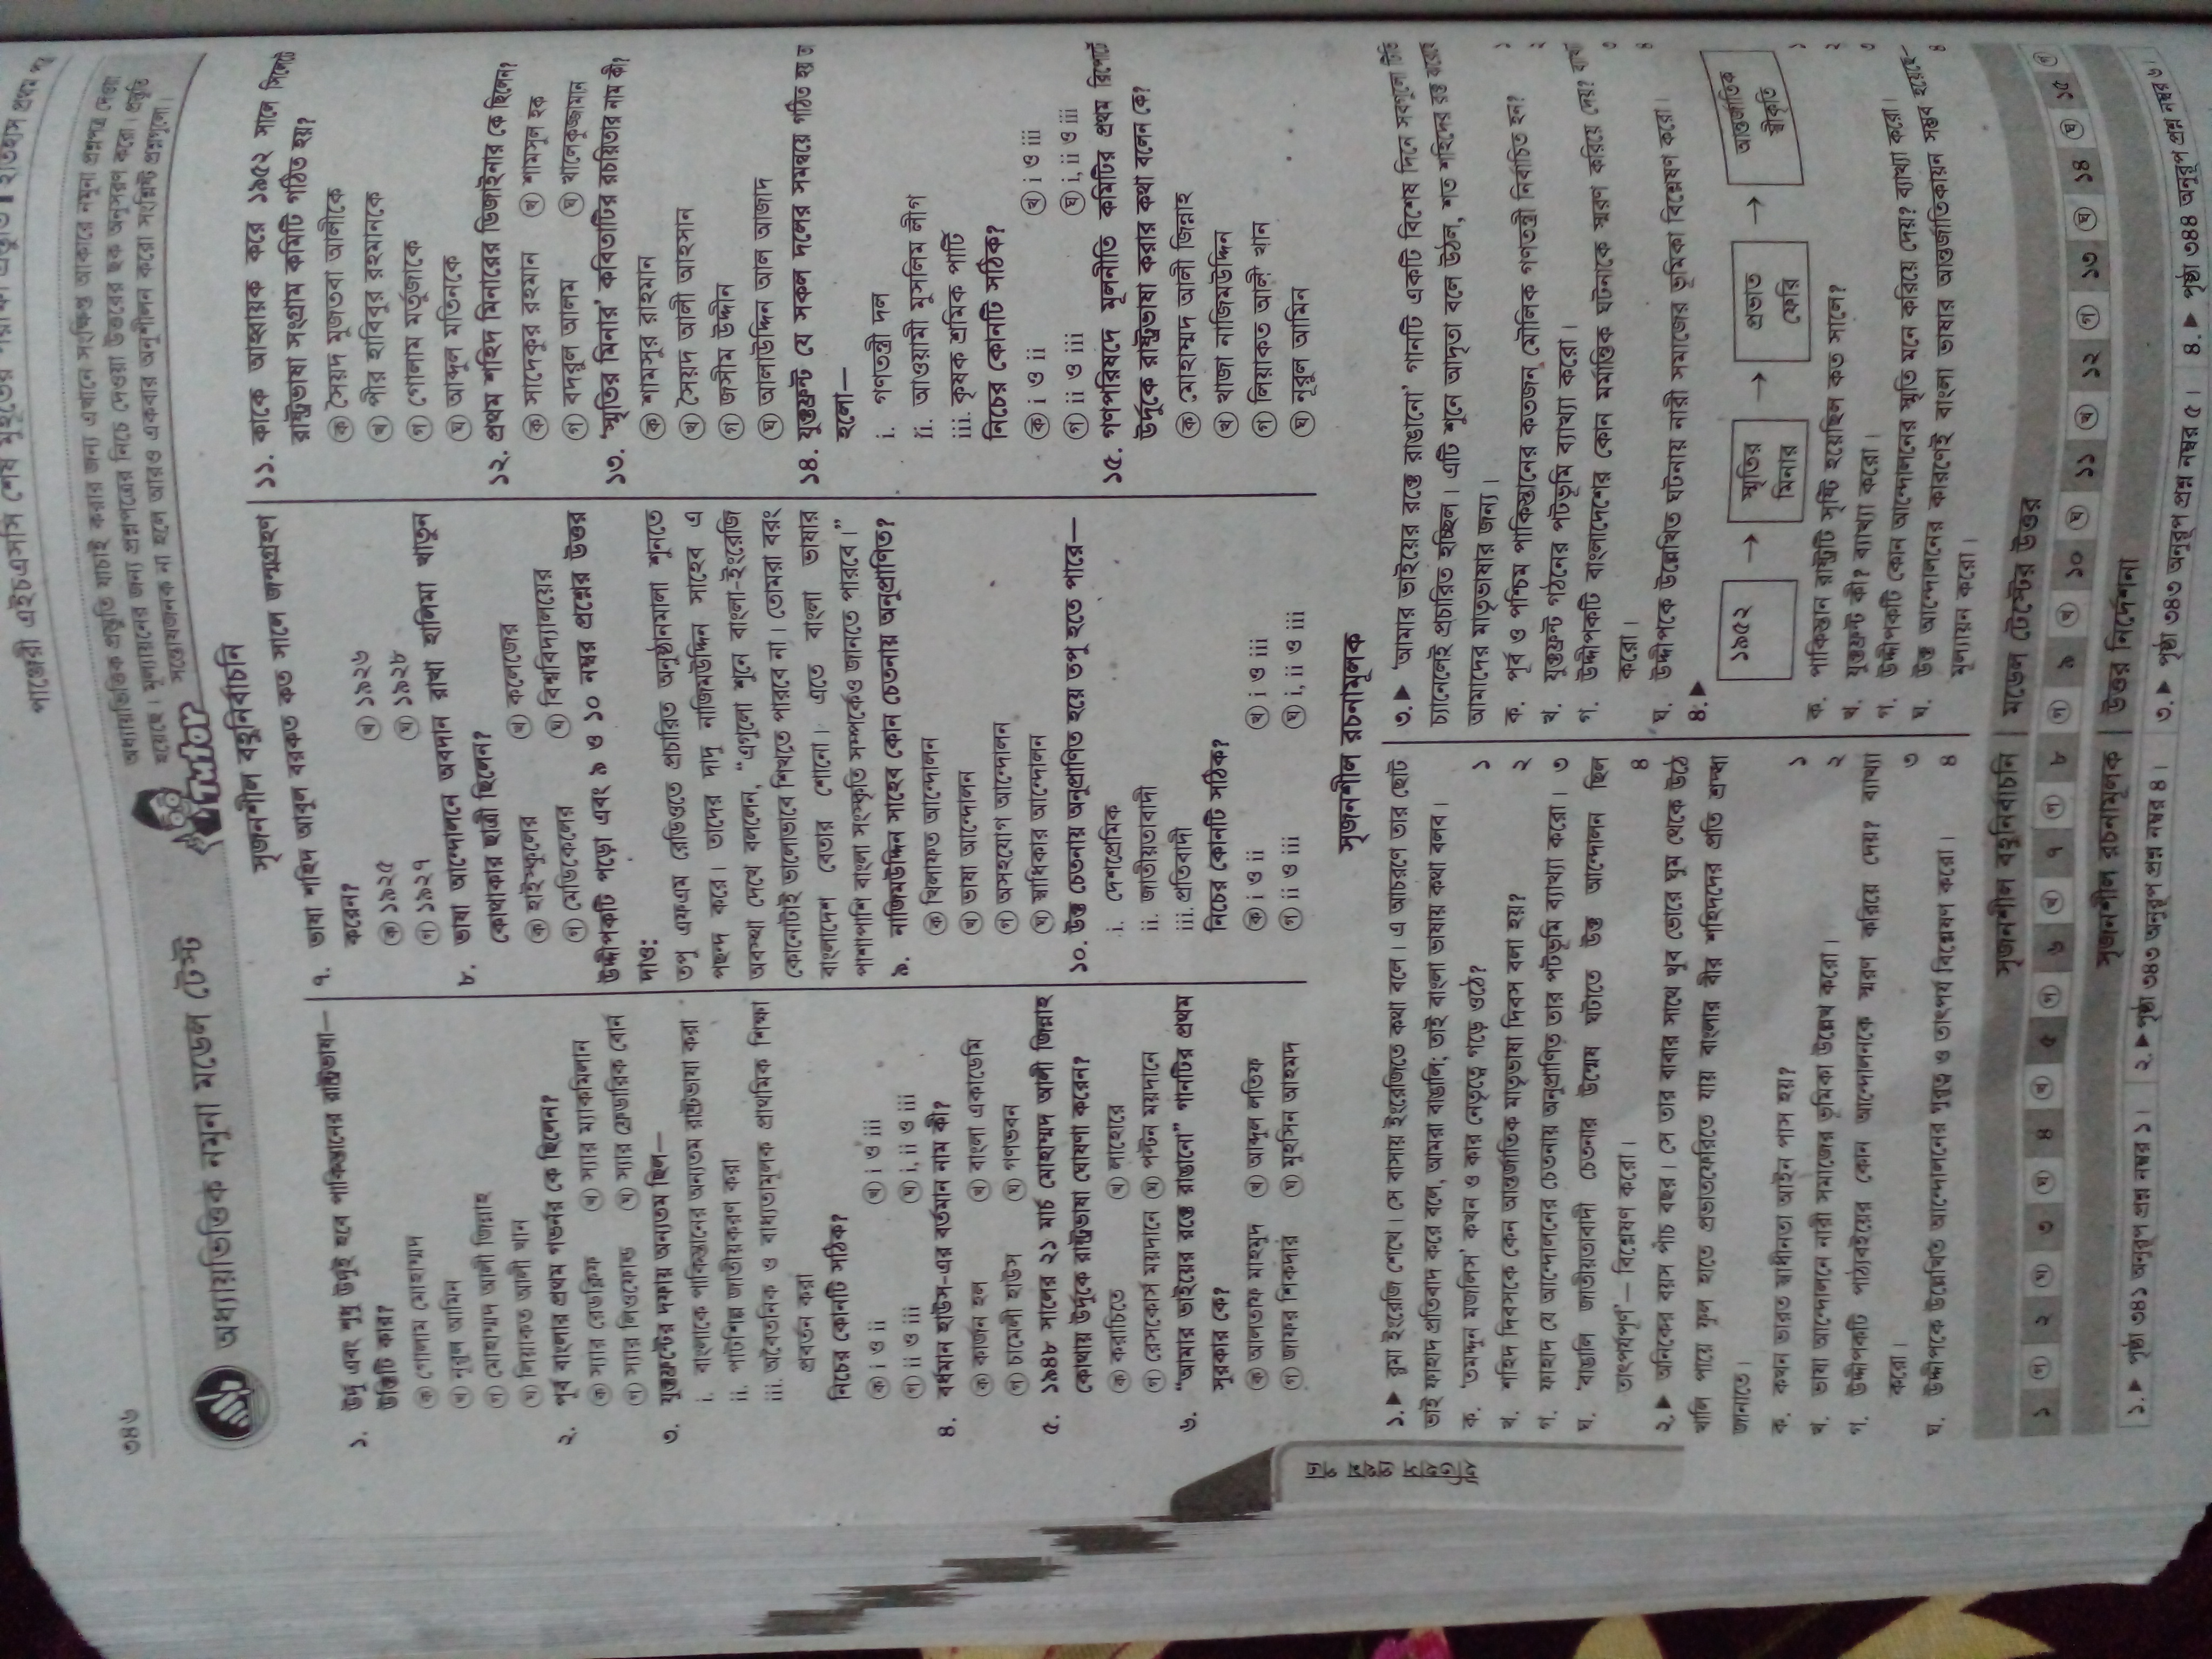 পাঞ্জেরী এইচএসসি শেষ মুহূর্তের পরীক্ষা প্রস্তুতি ❙ ইতিহাস প্রথম পত্র
৩৪৬
অধ্যায়ভিত্তিক প্রস্তুতি যাচাই করার জন্য এখানে সংক্ষিপ্ত আকারে নমুনা প্রশ্নপত্র দেওয়া
হয়েছে। মূল্যায়নের জন্য প্রশ্নপত্রের নিচে দেওয়া উত্তরের ছক অনুসরণ করো। প্রস্তুতি
সন্তোষজনক না হলে আরও একবার অনুশীলন করো সংশ্লিষ্ট প্রশ্নগুলো।
Tutor
অধ্যায়ভিত্তিক নমুনা মডেল টেস্ট
সৃজনশীল বহুনির্বাচনি
১. উর্দু এবং শুধু উর্দুই হবে পাকিস্তানের রাষ্ট্রভাষা—
উক্তিটি কার?
ক গোলাম মোহাম্মদ
খ নূরুল আমিন
গ মোহাম্মদ আলী জিন্নাহ
ঘ লিয়াকত আলী খান
২. পূর্ব বাংলার প্রথম গভর্নর কে ছিলেন?
ক স্যার রেডক্লিফ খ স্যার ম্যাকমিলান
গ স্যার লিওফোল্ড ঘ স্যার ফ্রেডারিক বোর্ন
৩. যুক্তফ্রন্টের দফায় অন্যতম ছিল—
i. বাংলাকে পাকিস্তানের অন্যতম রাষ্ট্রভাষা করা
ii. পাটশিল্প জাতীয়করণ করা
iii. অবৈতনিক ও বাধ্যতামূলক প্রাথমিক শিক্ষা
প্রবর্তন করা
নিচের কোনটি সঠিক?
ক i ও ii খ i ও iii
গ ii ও iii ঘ i, ii ও iii
৪. বর্ধমান হাউস-এর বর্তমান নাম কী?
ক কার্জন হল খ বাংলা একাডেমি
গ চামেলী হাউস ঘ গণভবন
৫. ১৯৪৮ সালের ২১ মার্চ মোহাম্মদ আলী জিন্নাহ
কোথায় উর্দুকে রাষ্ট্রভাষা ঘোষণা করেন?
ক করাচিতে খ লাহোরে
গ রেসকোর্স ময়দানে ঘ পল্টন ময়দানে
৬. “আমার ভাইয়ের রক্তে রাঙানো” গানটির প্রথম
সুরকার কে?
ক আলতাফ মাহমুদ খ আব্দুল লতিফ
গ জাফর শিকদার ঘ মুহসিন আহমদ
৭. ভাষা শহিদ আবুল বরকত কত সালে জন্মগ্রহণ
করেন?
ক ১৯২৫ খ ১৯২৬
গ ১৯২৭ ঘ ১৯২৮
৮. ভাষা আন্দোলনে অবদান রাখা হালিমা খাতুন
কোথাকার ছাত্রী ছিলেন?
ক হাইস্কুলের খ কলেজের
গ মেডিকেলের ঘ বিশ্ববিদ্যালয়ের
উদ্দীপকটি পড়ো এবং ৯ ও ১০ নম্বর প্রশ্নের উত্তর
দাও:
তপু এফএম রেডিওতে প্রচারিত অনুষ্ঠানমালা শুনতে
পছন্দ করে। তাদের দাদু নাজিমউদ্দিন সাহেব এ
অবস্থা দেখে বললেন, “এগুলো শুনে বাংলা-ইংরেজি
কোনোটাই ভালোভাবে শিখতে পারবে না। তোমরা বরং
বাংলাদেশ বেতার শোনো। এতে বাংলা ভাষার
পাশাপাশি বাংলা সংস্কৃতি সম্পর্কেও জানতে পারবে।”
৯. নাজিমউদ্দিন সাহেব কোন চেতনায় অনুপ্রাণিত?
ক খিলাফত আন্দোলন
খ ভাষা আন্দোলন
গ অসহযোগ আন্দোলন
ঘ স্বাধিকার আন্দোলন
১০. উক্ত চেতনায় অনুপ্রাণিত হয়ে তপু হতে পারে—
i. দেশপ্রেমিক
ii. জাতীয়তাবাদী
iii. প্রতিবাদী
নিচের কোনটি সঠিক?
ক i ও ii খ i ও iii
গ ii ও iii ঘ i, ii ও iii
১১. কাকে আহ্বায়ক করে ১৯৫২ সালে সিলেটে
রাষ্ট্রভাষা সংগ্রাম কমিটি গঠিত হয়?
ক সৈয়দ মুজতবা আলীকে
খ পীর হাবিবুর রহমানকে
গ গোলাম মর্তুজাকে
ঘ আব্দুল মতিনকে
১২. প্রথম শহিদ মিনারের ডিজাইনার কে ছিলেন?
ক সাদেকুর রহমান খ শামসুল হক
গ বদরুল আলম ঘ খালেকুজ্জামান
১৩. ‘স্মৃতির মিনার’ কবিতাটির রচয়িতার নাম কী?
ক শামসুর রাহমান
খ সৈয়দ আলী আহসান
গ জসীম উদ্দীন
ঘ আলাউদ্দিন আল আজাদ
১৪. যুক্তফ্রন্ট যে সকল দলের সমন্বয়ে গঠিত হয় তা
হলো—
i. গণতন্ত্রী দল
ii. আওয়ামী মুসলিম লীগ
iii. কৃষক শ্রমিক পার্টি
নিচের কোনটি সঠিক?
ক i ও ii খ i ও iii
গ ii ও iii ঘ i, ii ও iii
১৫. গণপরিষদে মূলনীতি কমিটির প্রথম রিপোর্টে
উর্দুকে রাষ্ট্রভাষা করার কথা বলেন কে?
ক মোহাম্মদ আলী জিন্নাহ
খ খাজা নাজিমউদ্দিন
গ লিয়াকত আলী খান
ঘ নূরুল আমিন
ইতিহাস প্রথম পত্র
সৃজনশীল রচনামূলক
১.▶ রুমা ইংরেজি শেখে। সে বাসায় ইংরেজিতে কথা বলে। এ আচরণে তার ছোট
ভাই ফাহাদ প্রতিবাদ করে বলে, আমরা বাঙালি; তাই বাংলা ভাষায় কথা বলব।
ক. ‘তমদ্দুন মজলিস’ কখন ও কার নেতৃত্বে গড়ে ওঠে? ১
খ. শহিদ দিবসকে কেন আন্তর্জাতিক মাতৃভাষা দিবস বলা হয়? ২
গ. ফাহাদ যে আন্দোলনের চেতনায় অনুপ্রাণিত তার পটভূমি ব্যাখ্যা করো। ৩
ঘ. ‘বাঙালি জাতীয়তাবাদী চেতনার উন্মেষ ঘটাতে উক্ত আন্দোলন ছিল
তাৎপর্যপূর্ণ’— বিশ্লেষণ করো। ৪
২.▶ অনিকের বয়স পাঁচ বছর। সে তার বাবার সাথে খুব ভোরে ঘুম থেকে উঠে
খালি পায়ে ফুল হাতে প্রভাতফেরিতে যায় বাংলার বীর শহিদদের প্রতি শ্রদ্ধা
জানাতে।
ক. কখন ভারত স্বাধীনতা আইন পাস হয়? ১
খ. ভাষা আন্দোলনে নারী সমাজের ভূমিকা উল্লেখ করো। ২
গ. উদ্দীপকটি পাঠ্যবইয়ের কোন আন্দোলনকে স্মরণ করিয়ে দেয়? ব্যাখ্যা
করো। ৩
ঘ. উদ্দীপকে উল্লেখিত আন্দোলনের গুরুত্ব ও তাৎপর্য বিশ্লেষণ করো। ৪
৩.▶ ‘আমার ভাইয়ের রক্তে রাঙানো’ গানটি একটি বিশেষ দিনে সবগুলো টিভি
চ্যানেলেই প্রচারিত হচ্ছিল। এটি শুনে আদৃতা বলে উঠল, শত শহিদের রক্ত ঝরেছে
আমাদের মাতৃভাষার জন্য।
ক. পূর্ব ও পশ্চিম পাকিস্তানের কতজন মৌলিক গণতন্ত্রী নির্বাচিত হন? ১
খ. যুক্তফ্রন্ট গঠনের পটভূমি ব্যাখ্যা করো। ২
গ. উদ্দীপকটি বাংলাদেশের কোন মর্মান্তিক ঘটনাকে স্মরণ করিয়ে দেয়? ব্যাখ্যা
করো। ৩
ঘ. উদ্দীপকে উল্লেখিত ঘটনায় নারী সমাজের ভূমিকা বিশ্লেষণ করো। ৪
৪.▶
১৯৫২ → স্মৃতির → প্রভাত → আন্তর্জাতিক
মিনার ফেরি স্বীকৃতি
ক. পাকিস্তান রাষ্ট্রটি সৃষ্টি হয়েছিল কত সালে? ১
খ. যুক্তফ্রন্ট কী? ব্যাখ্যা করো। ২
গ. উদ্দীপকটি কোন আন্দোলনের স্মৃতি মনে করিয়ে দেয়? ব্যাখ্যা করো। ৩
ঘ. উক্ত আন্দোলনের কারণেই বাংলা ভাষার আন্তর্জাতিকায়ন সম্ভব হয়েছে—
মূল্যায়ন করো। ৪
সৃজনশীল বহুনির্বাচনি | মডেল টেস্টের উত্তর
১ গ ২ ঘ ৩ ঘ ৪ খ ৫ গ ৬ খ ৭ গ ৮ গ ৯ খ ১০ ঘ ১১ খ ১২ গ ১৩ ঘ ১৪ ঘ ১৫ গ
সৃজনশীল রচনামূলক | উত্তর নির্দেশনা
১.▶ পৃষ্ঠা ৩৪১ অনুরূপ প্রশ্ন নম্বর ১। ২.▶ পৃষ্ঠা ৩৪৩ অনুরূপ প্রশ্ন নম্বর ৪। ৩.▶ পৃষ্ঠা ৩৪৩ অনুরূপ প্রশ্ন নম্বর ৫। ৪.▶ পৃষ্ঠা ৩৪৪ অনুরূপ প্রশ্ন নম্বর ৬।